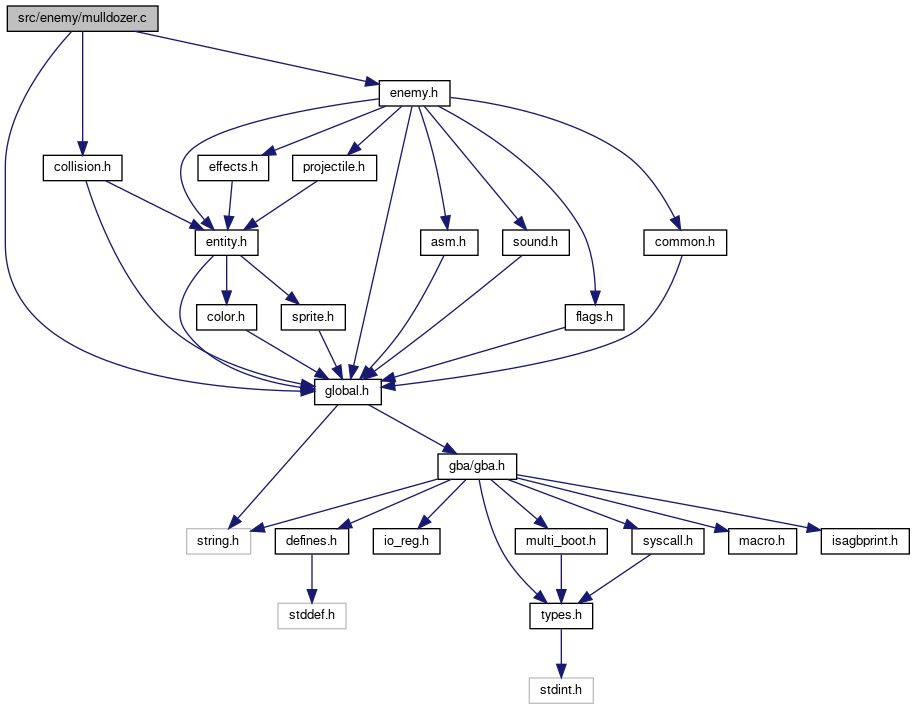 src/enemy/mulldozer.c
enemy.h
collision.h
effects.h
projectile.h
entity.h
asm.h
sound.h
common.h
color.h
sprite.h
flags.h
global.h
gba/gba.h
string.h
defines.h
io_reg.h
multi_boot.h
syscall.h
macro.h
isagbprint.h
stddef.h
types.h
stdint.h